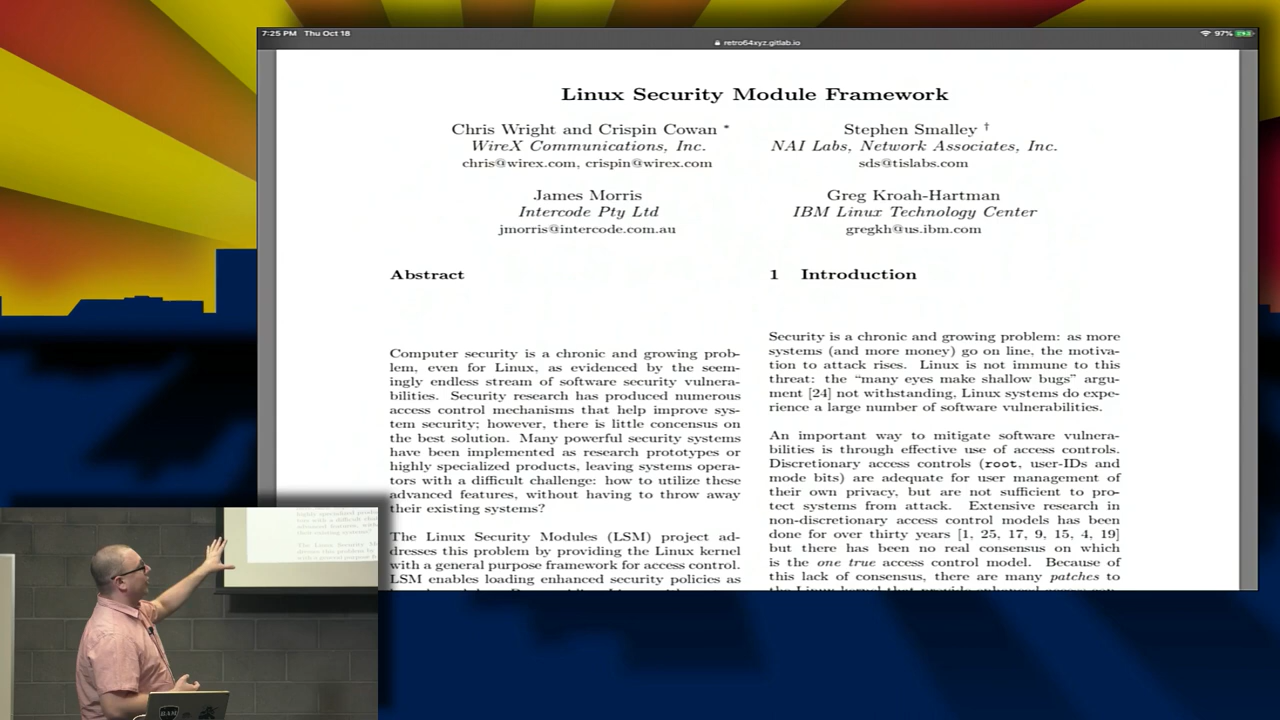 7:25 PM Thu Oct 18
retro64xyz.gitlab.io
97%
Linux Security Module Framework
Chris Wright and Crispin Cowan *
WireX Communications, Inc.
chris@wirex.com, crispin@wirex.com
Stephen Smalley †
NAI Labs, Network Associates, Inc.
sds@tislabs.com
James Morris
Intercode Pty Ltd
jmorris@intercode.com.au
Greg Kroah-Hartman
IBM Linux Technology Center
gregkh@us.ibm.com
Abstract
Computer security is a chronic and growing prob-
lem, even for Linux, as evidenced by the seem-
ingly endless stream of software security vulnera-
bilities. Security research has produced numerous
access control mechanisms that help improve sys-
tem security; however, there is little concensus on
the best solution. Many powerful security systems
have been implemented as research prototypes or
highly specialized products, leaving systems opera-
tors with a difficult challenge: how to utilize these
advanced features, without having to throw away
their existing systems?
The Linux Security Modules (LSM) project ad-
dresses this problem by providing the Linux kernel
with a general purpose framework for access control.
LSM enables loading enhanced security policies as
1 Introduction
Security is a chronic and growing problem: as more
systems (and more money) go on line, the motiva-
tion to attack rises. Linux is not immune to this
threat: the “many eyes make shallow bugs” argu-
ment [24] not withstanding, Linux systems do expe-
rience a large number of software vulnerabilities.
An important way to mitigate software vulnera-
bilities is through effective use of access controls.
Discretionary access controls (root, user-IDs and
mode bits) are adequate for user management of
their own privacy, but are not sufficient to pro-
tect systems from attack. Extensive research in
non-discretionary access control models has been
done for over thirty years [1, 25, 17, 9, 15, 4, 19]
but there has been no real consensus on which
is the one true access control model. Because of
this lack of consensus, there are many patches to
the Linux kernel that provide enhanced access con-